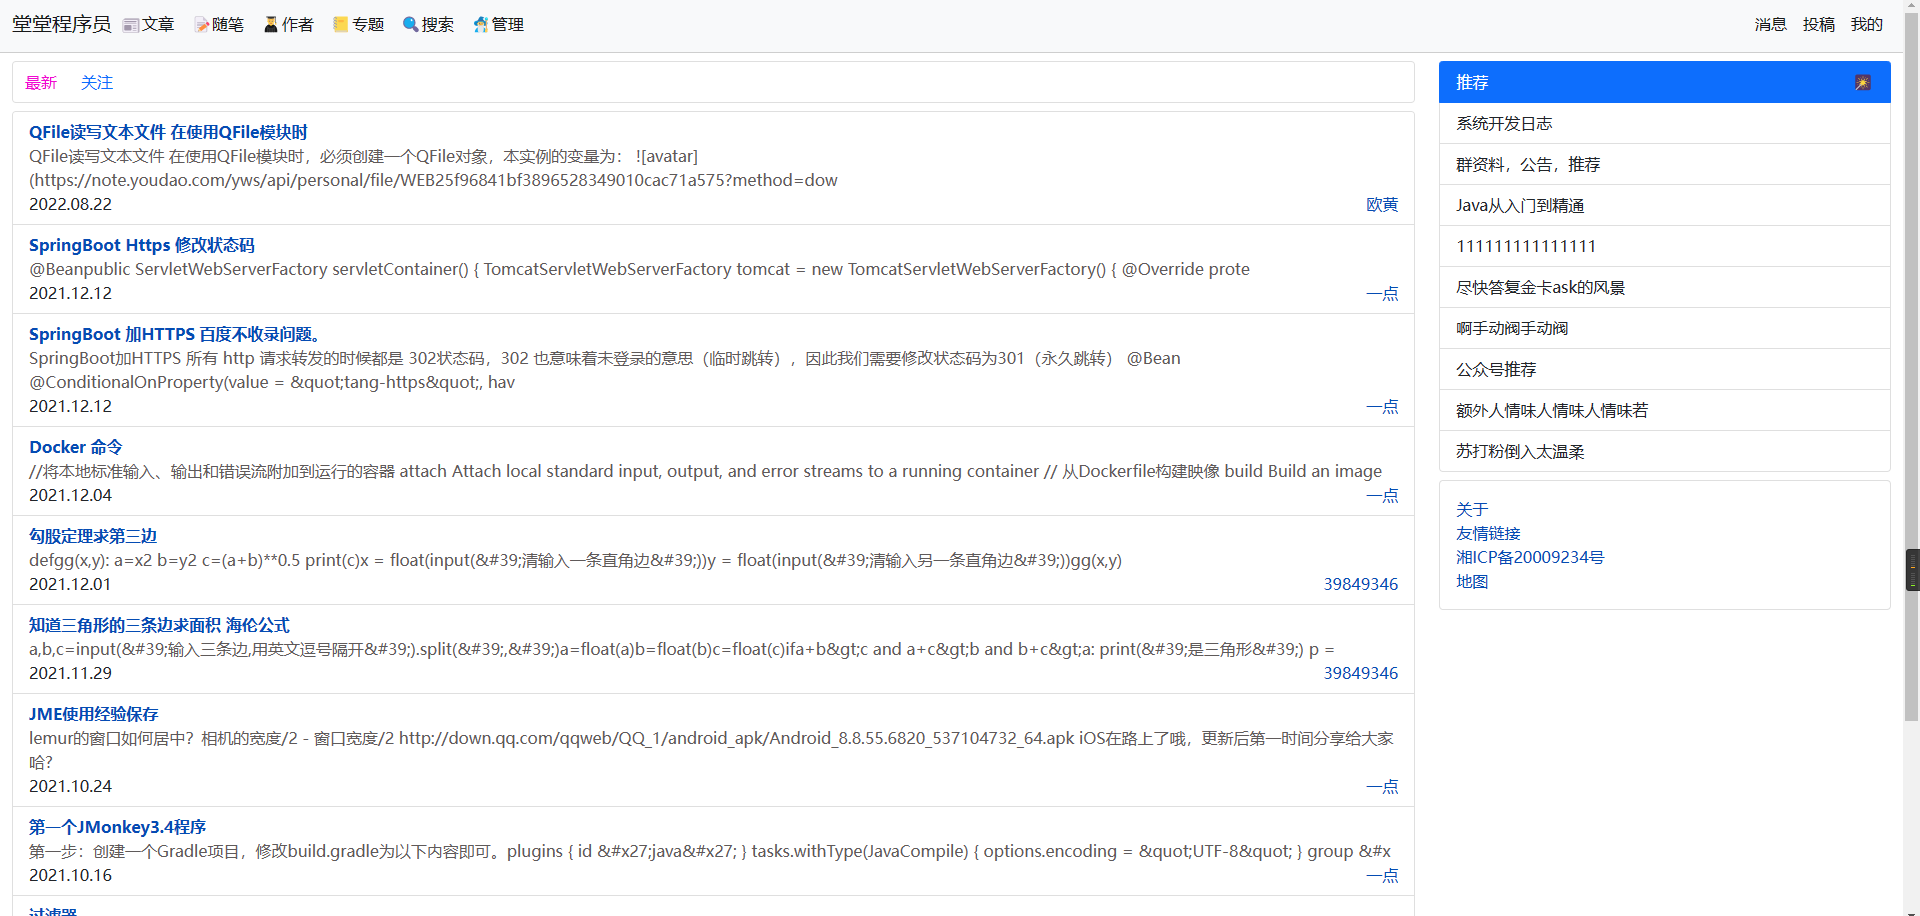 堂堂程序员 文章 随笔 作者 专题 搜索 管理 消息 投稿 我的
最新 关注
QFile读写文本文件 在使用QFile模块时
QFile读写文本文件 在使用QFile模块时，必须创建一个QFile对象，本实例的变量为： ![avatar]
(https://note.youdao.com/yws/api/personal/file/WEB25f96841bf3896528349010cac71a575?method=dow
2022.08.22 欧黄
SpringBoot Https 修改状态码
@Beanpublic ServletWebServerFactory servletContainer() { TomcatServletWebServerFactory tomcat = new TomcatServletWebServerFactory() { @Override prote
2021.12.12 一点
SpringBoot 加HTTPS 百度不收录问题。
SpringBoot加HTTPS 所有 http 请求转发的时候都是 302状态码，302 也意味着未登录的意思（临时跳转），因此我们需要修改状态码为301（永久跳转） @Bean
@ConditionalOnProperty(value = &quot;tang-https&quot;, hav
2021.12.12 一点
Docker 命令
//将本地标准输入、输出和错误流附加到运行的容器 attach Attach local standard input, output, and error streams to a running container // 从Dockerfile构建映像 build Build an image
2021.12.04 一点
勾股定理求第三边
defgg(x,y): a=x2 b=y2 c=(a+b)**0.5 print(c)x = float(input(&#39;清输入一条直角边&#39;))y = float(input(&#39;清输入另一条直角边&#39;))gg(x,y)
2021.12.01 39849346
知道三角形的三条边求面积 海伦公式
a,b,c=input(&#39;输入三条边,用英文逗号隔开&#39;).split(&#39;,&#39;)a=float(a)b=float(b)c=float(c)ifa+b&gt;c and a+c&gt;b and b+c&gt;a: print(&#39;是三角形&#39;) p =
2021.11.29 39849346
JME使用经验保存
lemur的窗口如何居中？相机的宽度/2 - 窗口宽度/2 http://down.qq.com/qqweb/QQ_1/android_apk/Android_8.8.55.6820_537104732_64.apk iOS在路上了哦，更新后第一时间分享给大家
哈？
2021.10.24 一点
第一个JMonkey3.4程序
第一步：创建一个Gradle项目，修改build.gradle为以下内容即可。plugins { id &#x27;java&#x27; } tasks.withType(JavaCompile) { options.encoding = &quot;UTF-8&quot; } group &#x
2021.10.16 一点
过滤器
推荐
系统开发日志
群资料，公告，推荐
Java从入门到精通
111111111111111
尽快答复金卡ask的风景
啊手动阀手动阀
公众号推荐
额外人情味人情味人情味若
苏打粉倒入太温柔
关于
友情链接
湘ICP备20009234号
地图